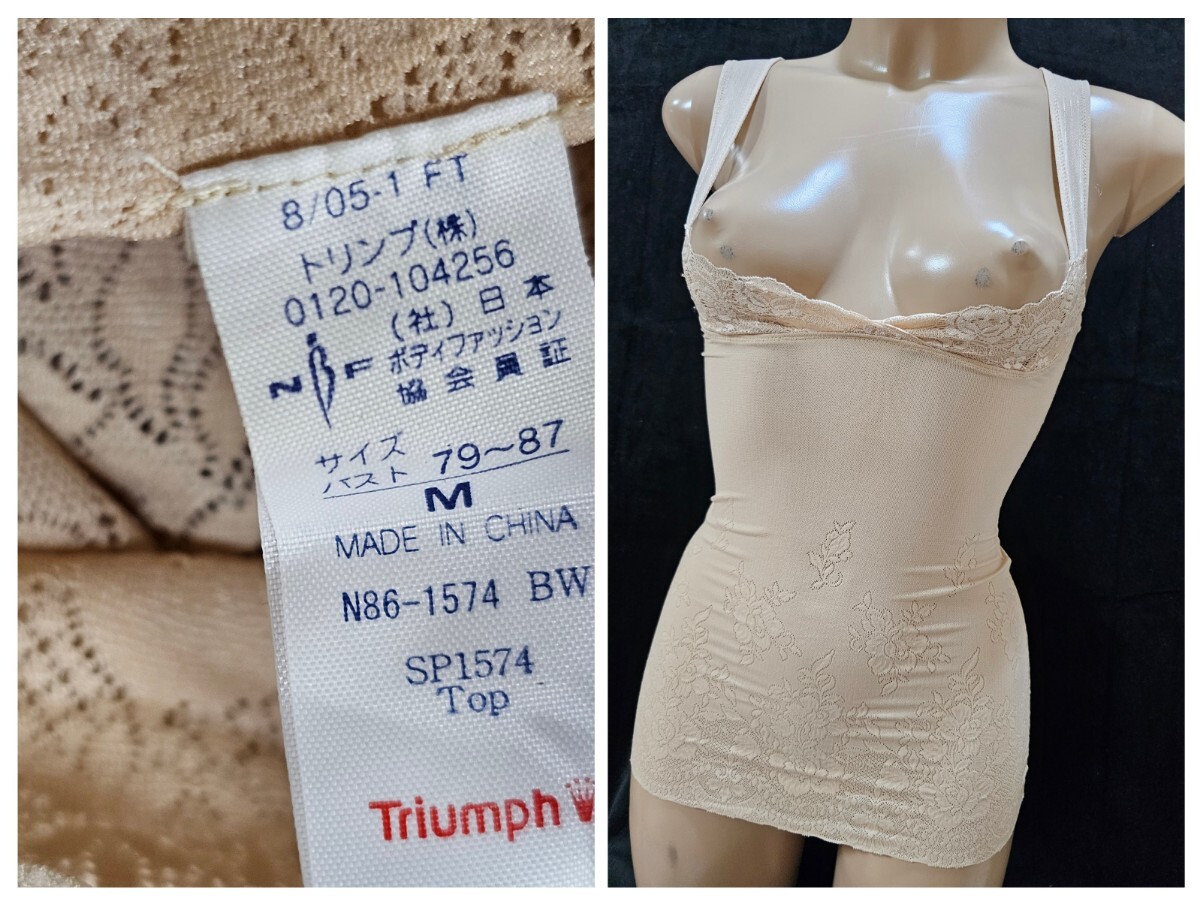 8/05-1 FT
トリンプ(株)
0120-104256
(社) 日本
NBF ボディファッション
協会員証
サイズ
バスト 79~87
M
MADE IN CHINA
N86-1574 BW
SP1574
Top
Triumph